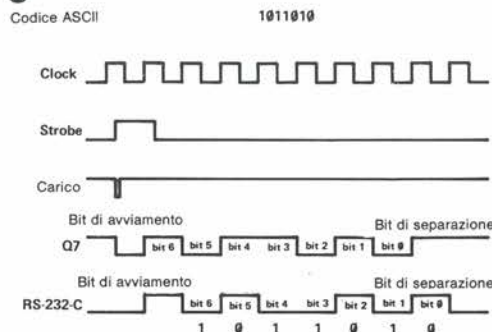 Codice ASCII 1011010
Clock
Strobe
Carico
Bit di avviamento Bit di separazione
Q7 bit 6 bit 5 bit 4 bit 3 bit 2 bit 1 bit 0
Bit di avviamento Bit di separazione
RS-232-C bit 6 bit 5 bit 4 bit 3 bit 2 bit 1 bit 0
1 0 1 1 0 1 0